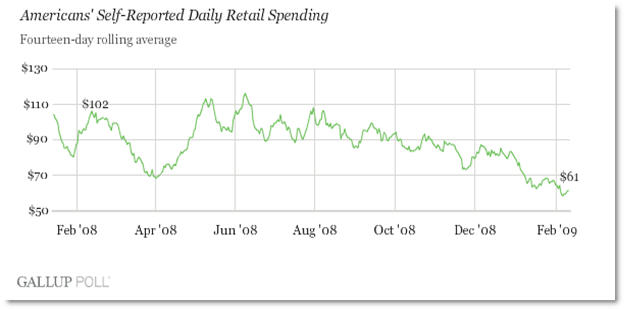 Americans' Self-Reported Daily Retail Spending
Fourteen-day rolling average
$130
$110
$102
$90
$70
$61
$50
Feb '08 Apr '08 Jun '08 Aug '08 Oct '08 Dec '08 Feb '09
GALLUP POLL